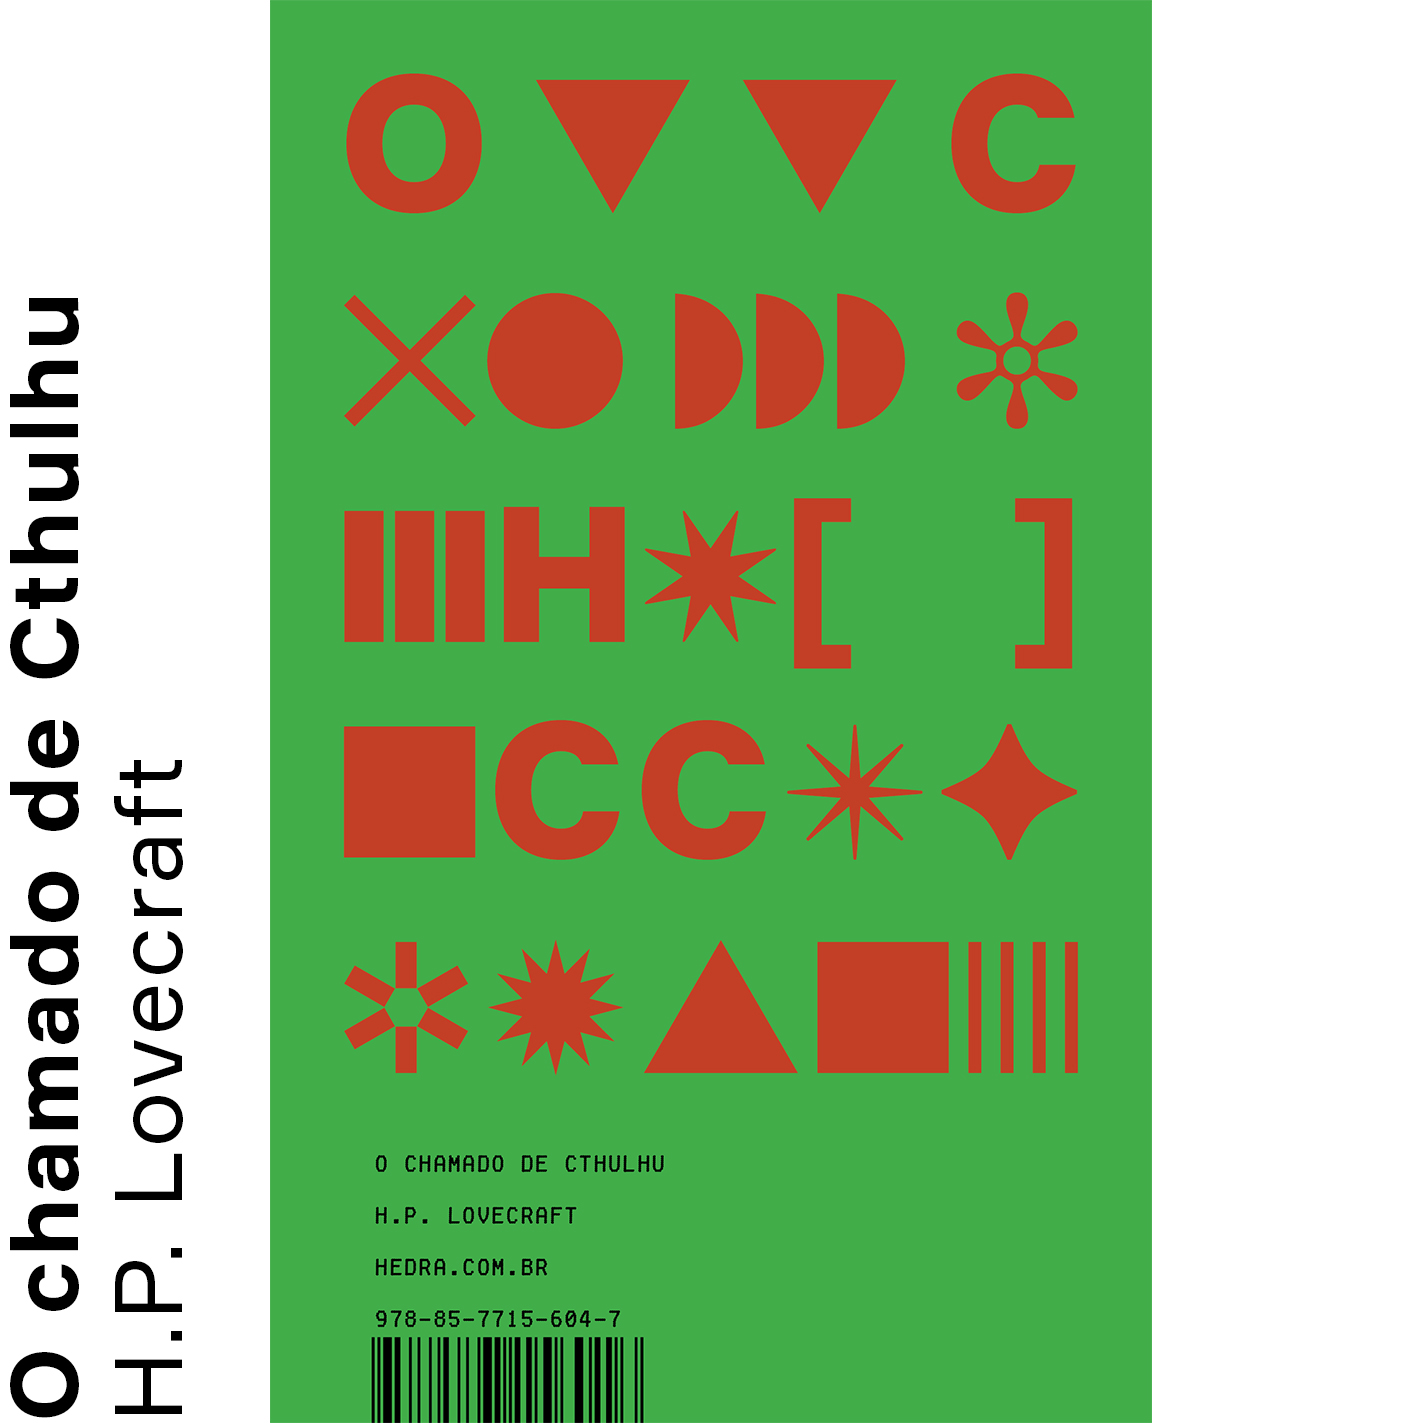 O chamado de Cthulhu
H.P. Lovecraft
O C
H [ ]
C C
O CHAMADO DE CTHULHU
H.P. LOVECRAFT
HEDRA.COM.BR
978-85-7715-604-7